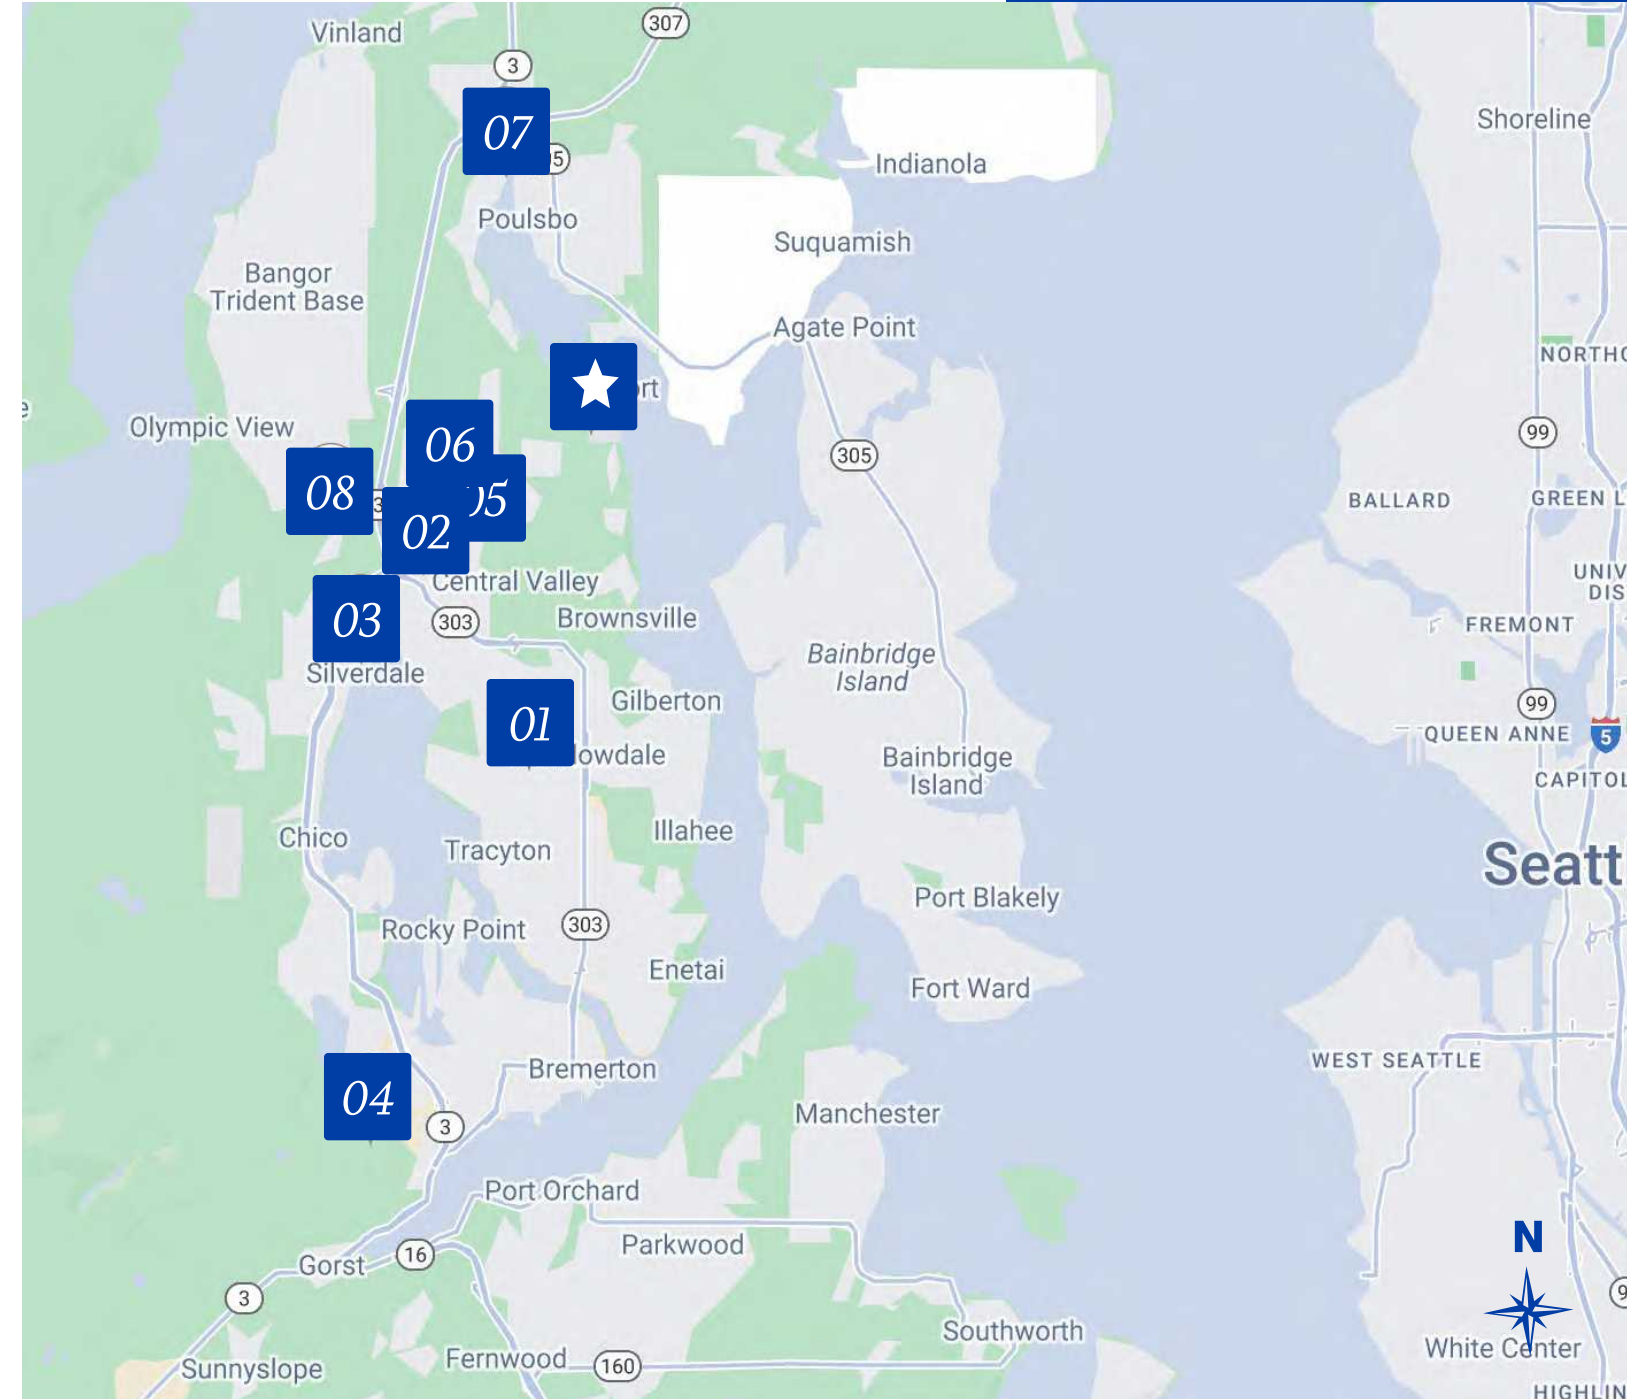 Vinland
307
3
07
Shoreline
Indianola
Poulsbo
Suquamish
Bangor
Trident Base
Agate Point
Olympic View
06
305
99
08
05
02
BALLARD
Central Valley
303
Brownsville
03
FREMONT
Bainbridge
Island
Silverdale
Gilberton
01
99
QUEEN ANNE
5
Bainbridge
Island
Chico
Tracyton
Illahee
Port Blakely
Rocky Point
303
Enetai
Fort Ward
Bremerton
WEST SEATTLE
04
3
Manchester
Port Orchard
Parkwood
16
Gorst
N
3
Southworth
White Center
Sunnyslope
Fernwood
160